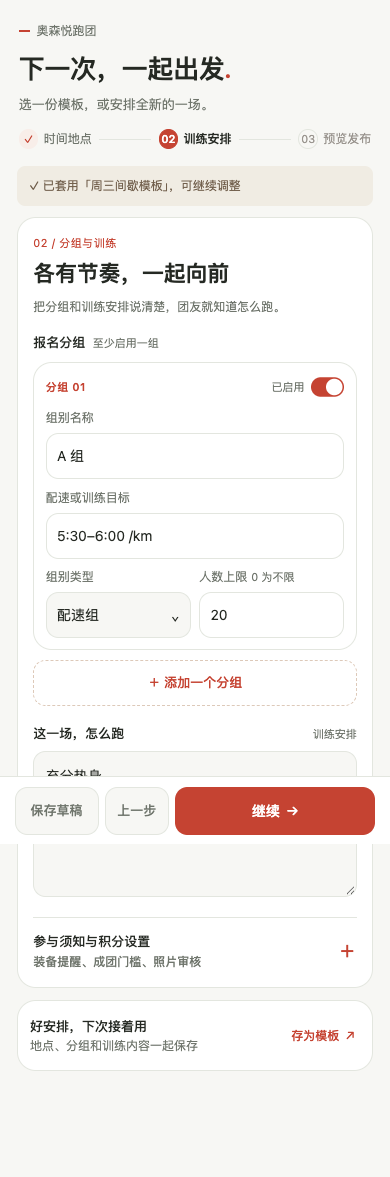 奥森悦跑团
下一次，一起出发.
选一份模板，或安排全新的一场。
✓ 时间地点 02 训练安排 03 预览发布
✓ 已套用「周三间歇模板」，可继续调整
02 / 分组与训练
各有节奏，一起向前
把分组和训练安排说清楚，团友就知道怎么跑。
报名分组 至少启用一组
分组 01 已启用
组别名称
A 组
配速或训练目标
5:30–6:00 /km
组别类型 人数上限 0 为不限
配速组 20
+ 添加一个分组
这一场，怎么跑 训练安排
充分热身
保存草稿 上一步 继续 →
参与须知与积分设置
装备提醒、成团门槛、照片审核
好安排，下次接着用
地点、分组和训练内容一起保存
存为模板 ↗